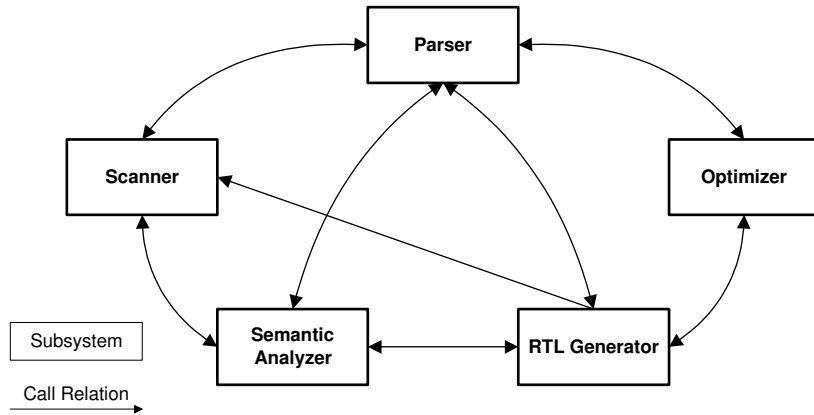 Parser
Scanner
Optimizer
Semantic
Analyzer
RTL Generator
Subsystem
Call Relation